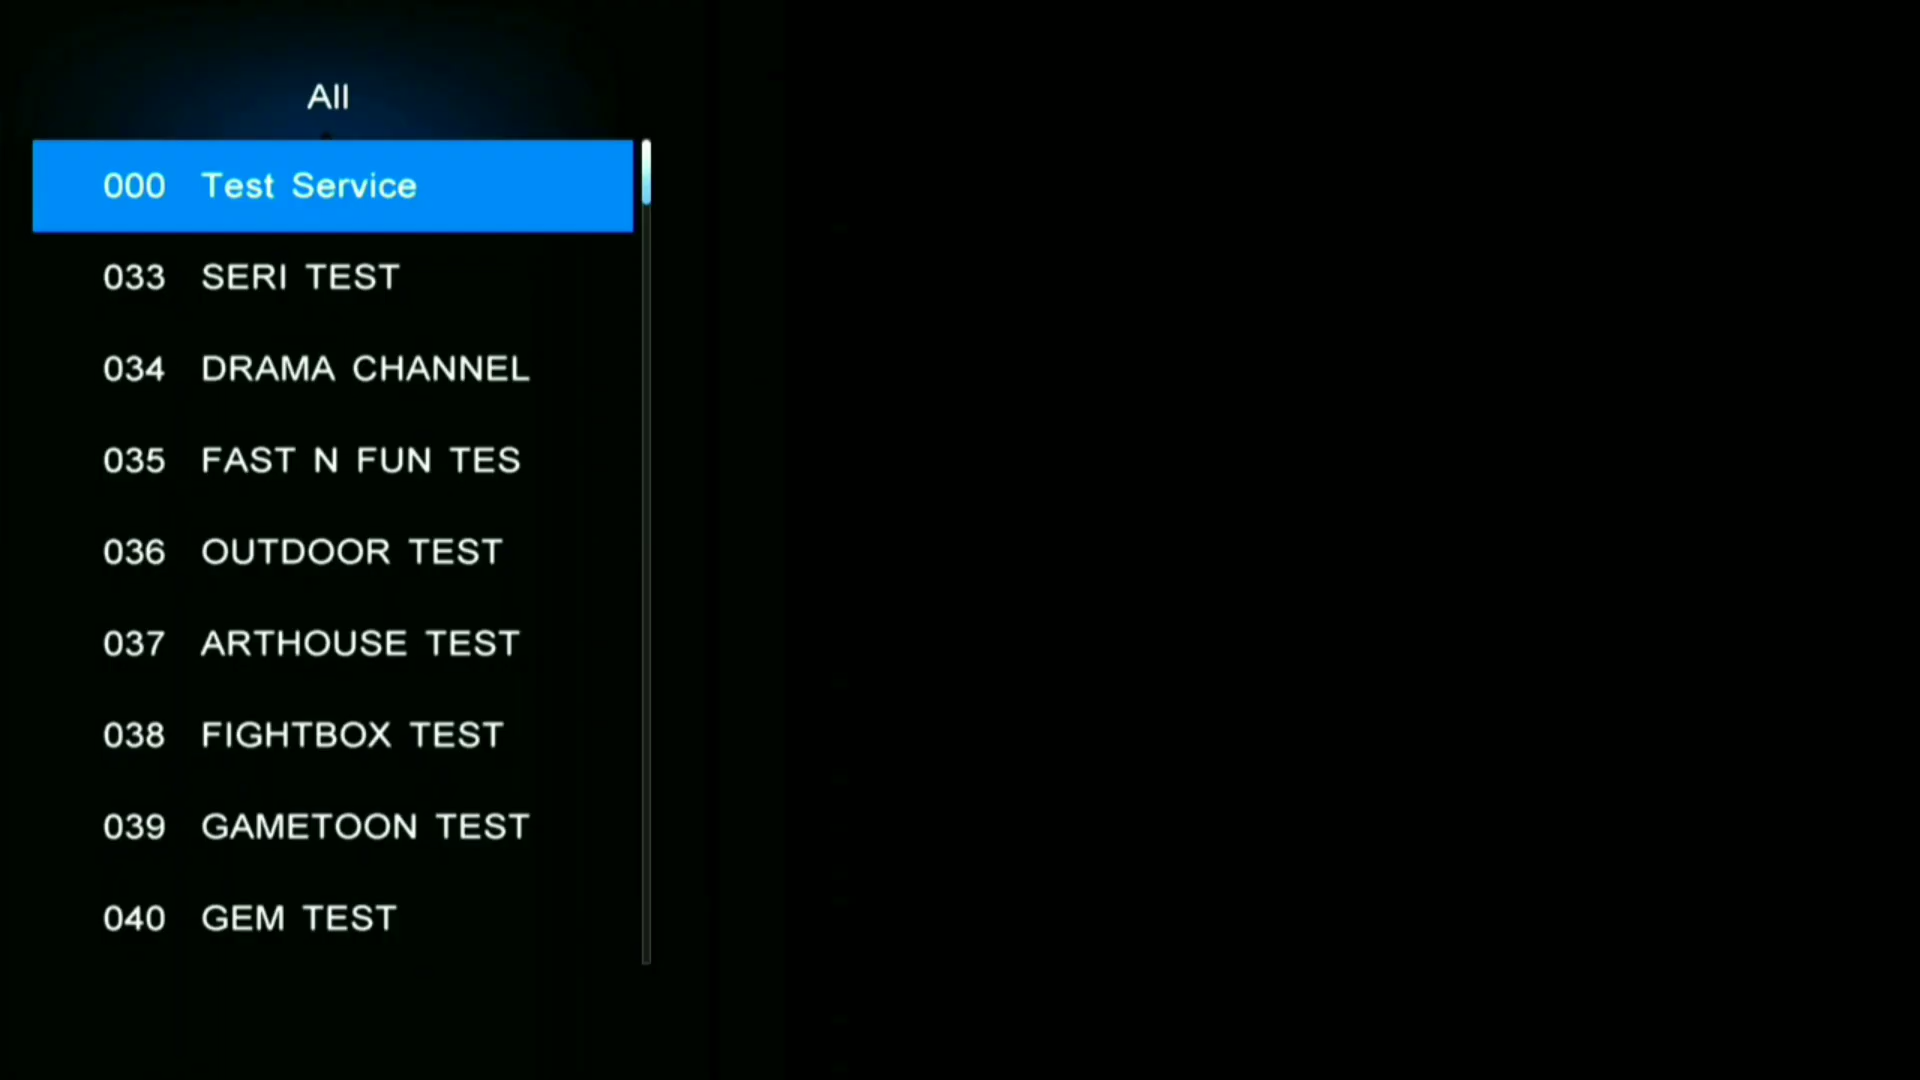 All
000 Test Service
033 SERI TEST
034 DRAMA CHANNEL
035 FAST N FUN TES
036 OUTDOOR TEST
037 ARTHOUSE TEST
038 FIGHTBOX TEST
039 GAMETOON TEST
040 GEM TEST